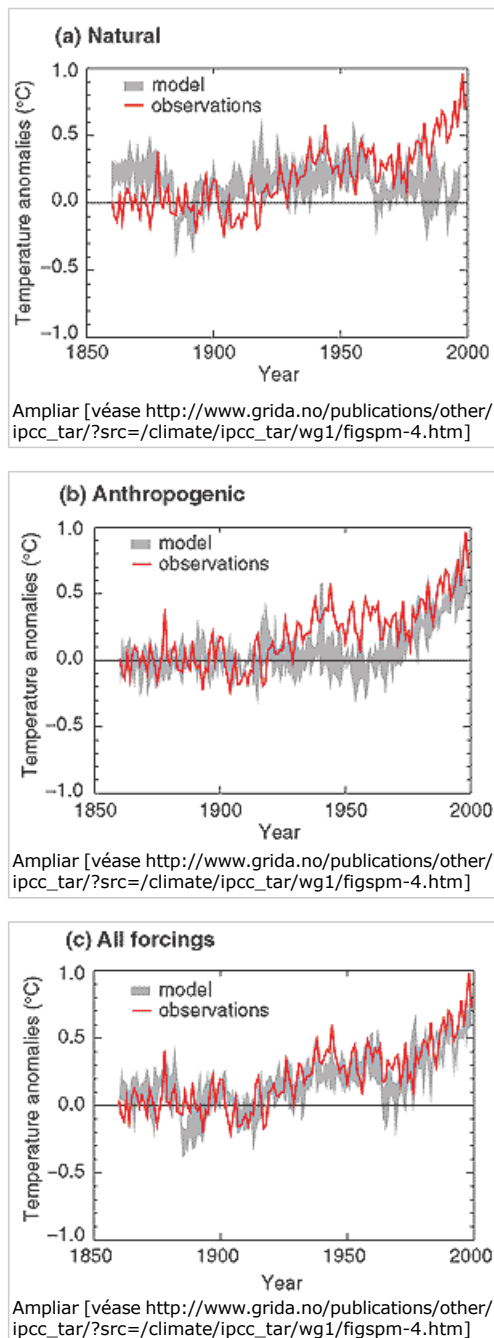 (a) Natural
Temperature anomalies (°C)
1.0
0.5
0.0
−0.5
−1.0
model
observations
1850
1900
1950
2000
Year
Ampliar [véase http://www.grida.no/publications/other/
ipcc_tar/?src=/climate/ipcc_tar/wg1/figspm-4.htm]
(b) Anthropogenic
Temperature anomalies (°C)
1.0
0.5
0.0
−0.5
−1.0
model
observations
1850
1900
1950
2000
Year
Ampliar [véase http://www.grida.no/publications/other/
ipcc_tar/?src=/climate/ipcc_tar/wg1/figspm-4.htm]
(c) All forcings
Temperature anomalies (°C)
1.0
0.5
0.0
−0.5
−1.0
model
observations
1850
1900
1950
2000
Year
Ampliar [véase http://www.grida.no/publications/other/
ipcc_tar/?src=/climate/ipcc_tar/wg1/figspm-4.htm]